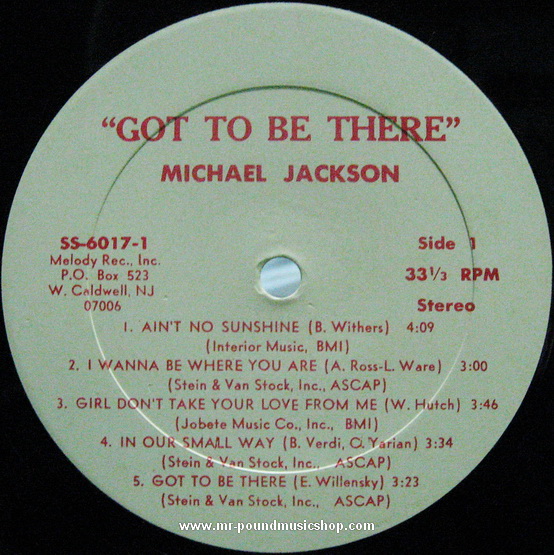 "GOT TO BE THERE"
MICHAEL JACKSON
SS-6017-1
Melody Rec., Inc.
P.O. Box 523
W. Caldwell, NJ
07006
Side 1
33 1/3 RPM
Stereo
1. AIN'T NO SUNSHINE (B. Withers) 4:09
(Interior Music, BMI)
2. I WANNA BE WHERE YOU ARE (A. Ross-L. Ware) 3:00
(Stein & Van Stock, Inc., ASCAP)
3. GIRL DON'T TAKE YOUR LOVE FROM ME (W. Hutch) 3:46
(Jobete Music Co., Inc., BMI)
4. IN OUR SMALL WAY (B. Verdi, C. Yarian) 3:34
(Stein & Van Stock, Inc., ASCAP)
5. GOT TO BE THERE (E. Willensky) 3:23
(Stein & Van Stock, Inc., ASCAP)
www.mr-poundmusicshop.com